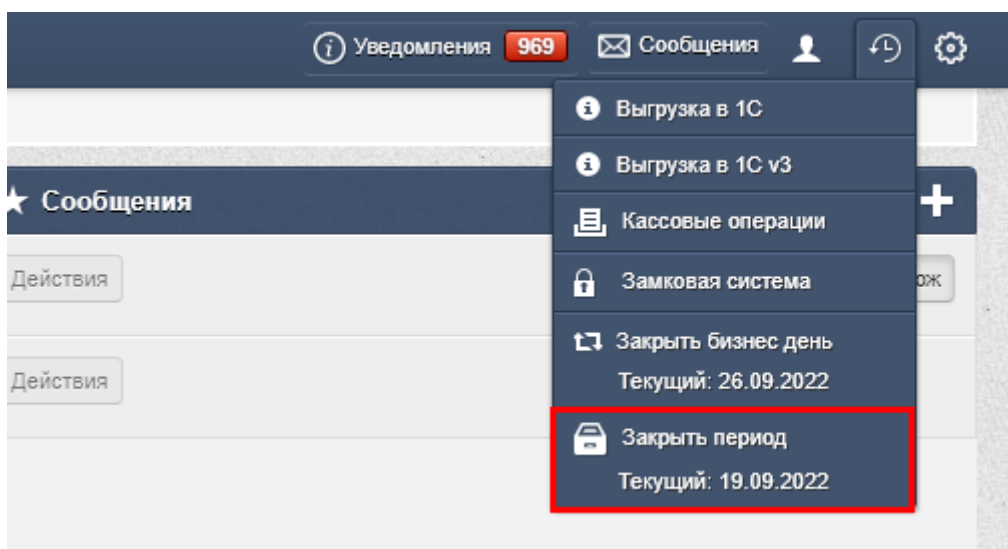 Уведомления 969 Сообщения
Выгрузка в 1С
Выгрузка в 1С v3
Сообщения
Кассовые операции
Действия
Замковая система
ож
Закрыть бизнес день
Текущий: 26.09.2022
Действия
Закрыть период
Текущий: 19.09.2022